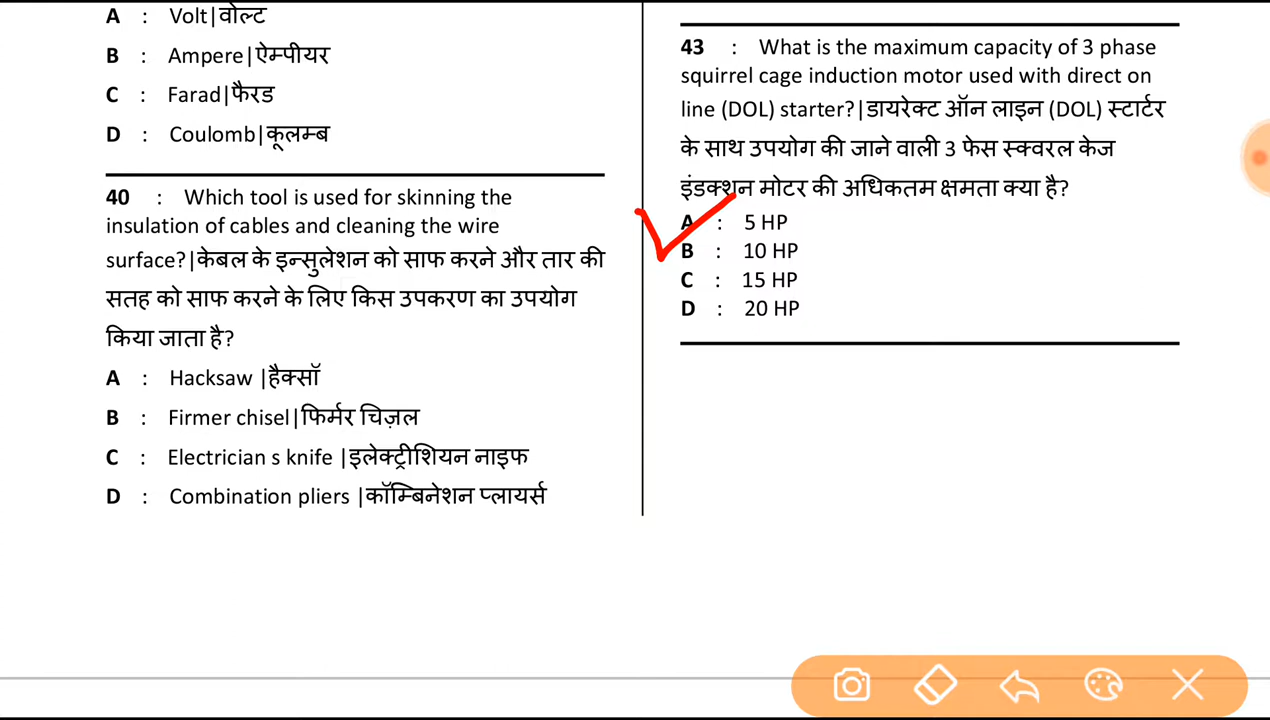 A : Volt|वोल्ट
B : Ampere|ऐम्पीयर
C : Farad|फैरड
D : Coulomb|कूलम्ब
40 : Which tool is used for skinning the
insulation of cables and cleaning the wire
surface?|केबल के इन्सुलेशन को साफ करने और तार की
सतह को साफ करने के लिए किस उपकरण का उपयोग
किया जाता है?
A : Hacksaw |हैक्सॉ
B : Firmer chisel|फिर्मर चिज़ल
C : Electrician s knife |इलेक्ट्रीशियन नाइफ
D : Combination pliers |कॉम्बिनेशन प्लायर्स
43 : What is the maximum capacity of 3 phase
squirrel cage induction motor used with direct on
line (DOL) starter?|डायरेक्ट ऑन लाइन (DOL) स्टार्टर
के साथ उपयोग की जाने वाली 3 फेस स्क्वरल केज
इंडक्शन मोटर की अधिकतम क्षमता क्या है?
A : 5 HP
B : 10 HP
C : 15 HP
D : 20 HP